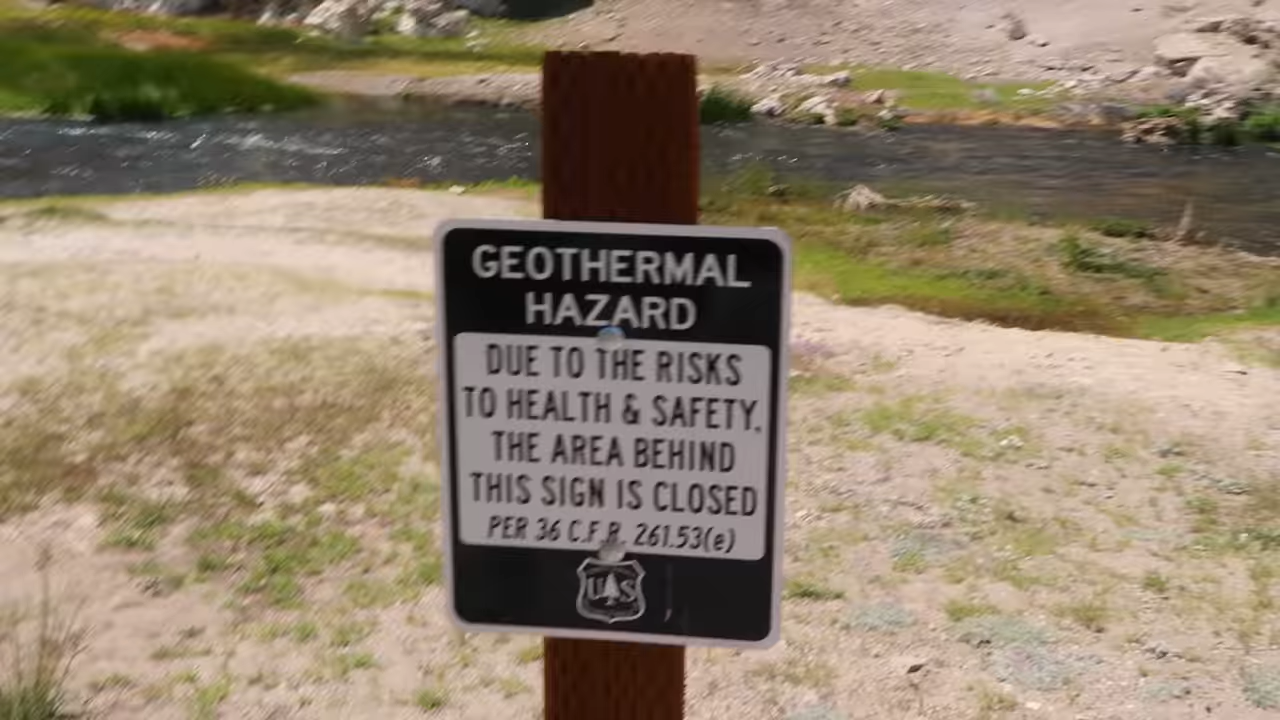 GEOTHERMAL
HAZARD
DUE TO THE RISKS
TO HEALTH & SAFETY,
THE AREA BEHIND
THIS SIGN IS CLOSED
PER 36 C.F.R. 261.53(e)
US